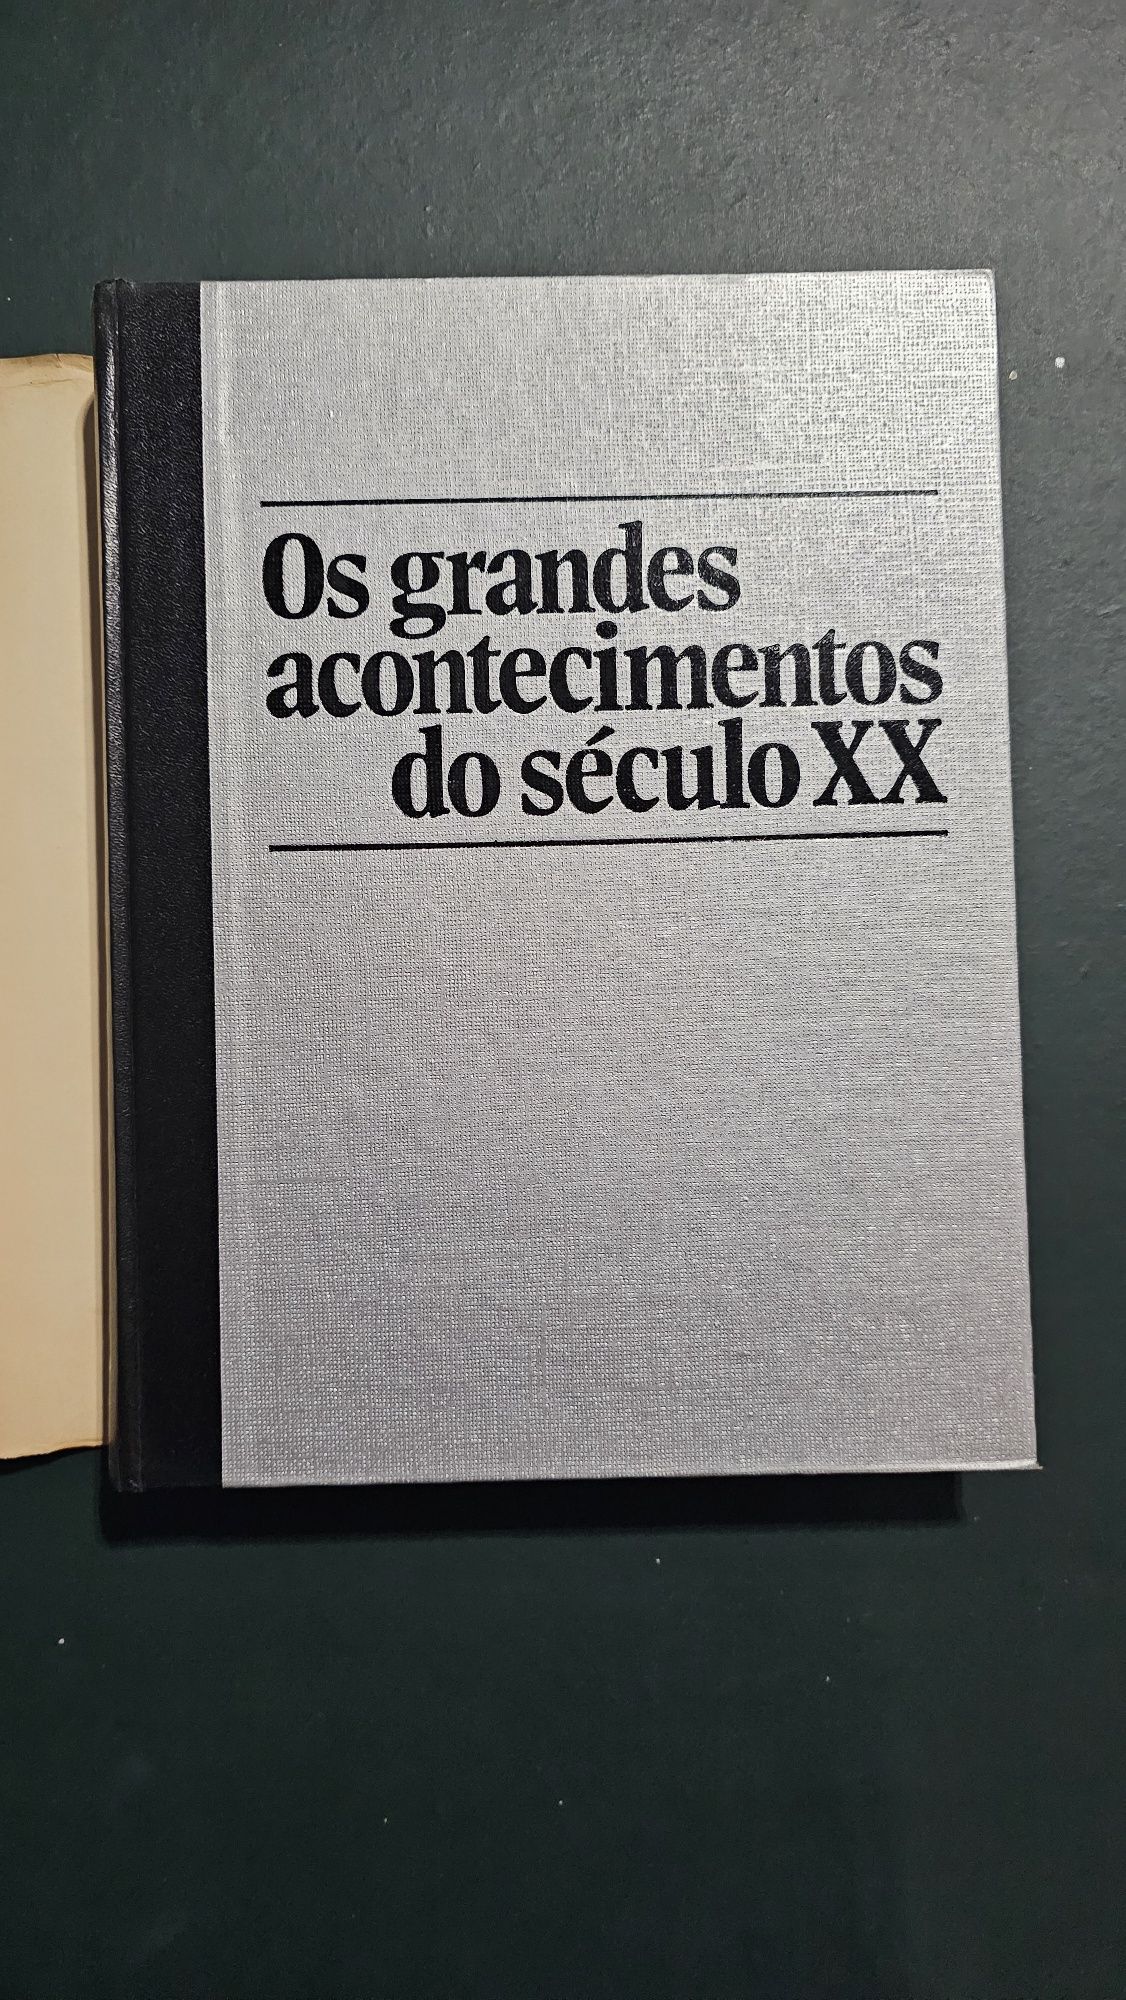 Os grandes
acontecimentos
do século XX